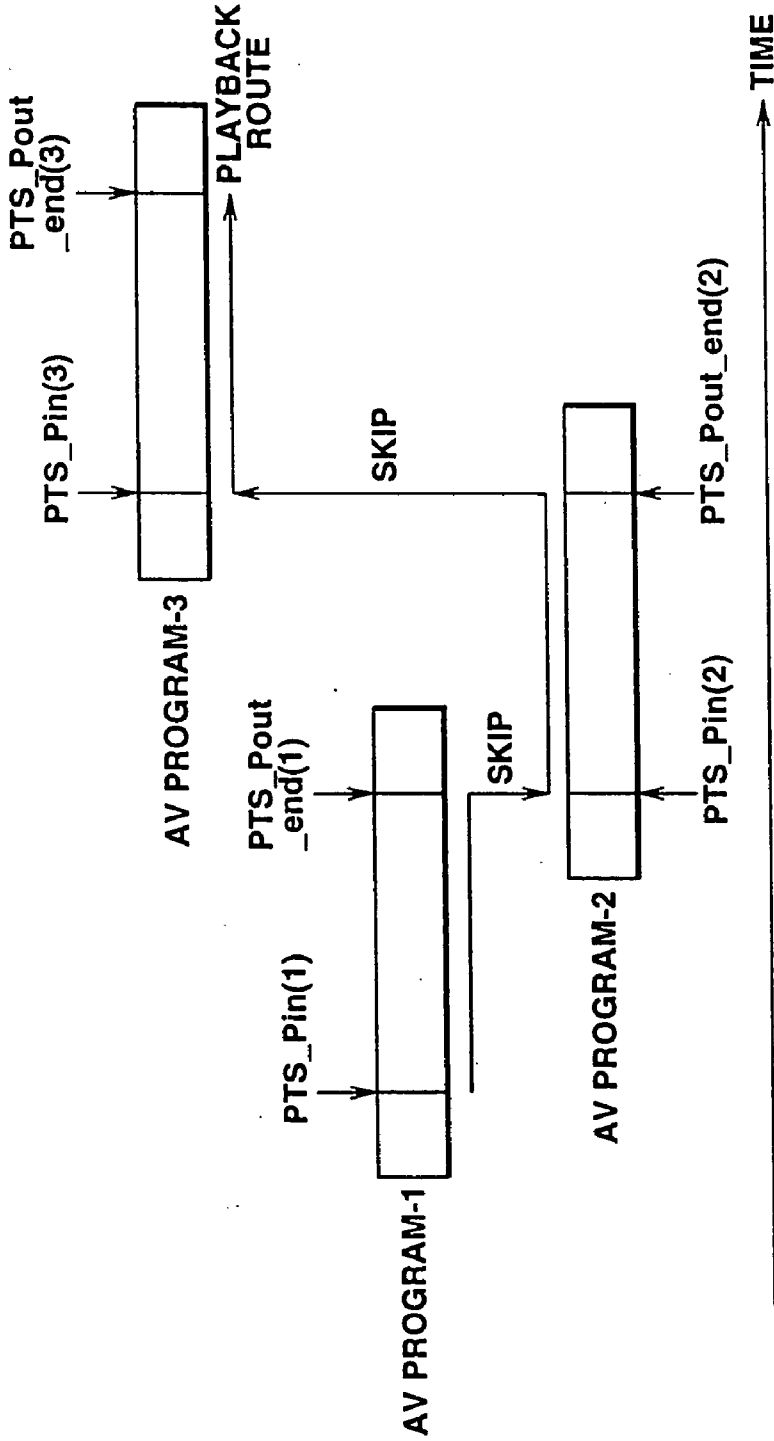 PTS_Pin(3)
PTS_Pout
_end(3)
AV PROGRAM-3
PLAYBACK
ROUTE
SKIP
PTS_Pin(1)
PTS_Pout
_end(1)
AV PROGRAM-1
SKIP
AV PROGRAM-2
PTS_Pin(2)
PTS_Pout_end(2)
TIME